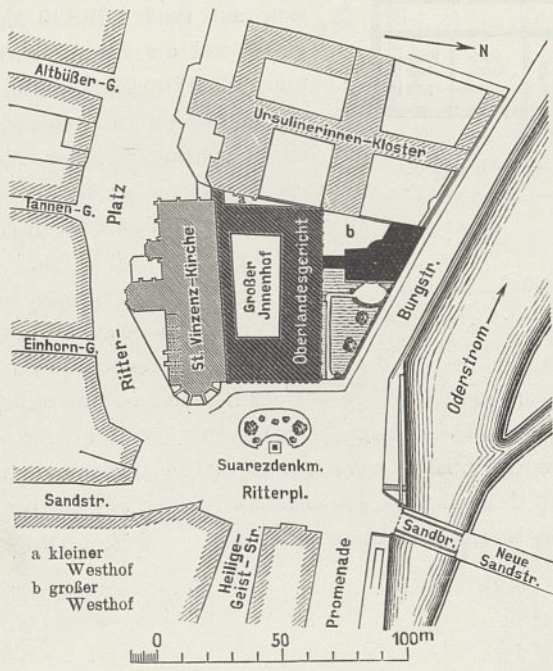 N
Altbüßer-G.
Ursulinerinnen-Kloster
Tannen-G.
Platz
a
b
St. Vinzenz-Kirche
Großer
Jnnenhof
Oberlandesgericht
Burgstr.
Ritter-
Einhorn-G.
Oderstrom
Suarezdenkm.
Ritterpl.
Sandstr.
Heilige-
Geist-Str.
Promenade
Sandbr.
Neue
Sandstr.
a kleiner
Westhof
b großer
Westhof
0 50 100m